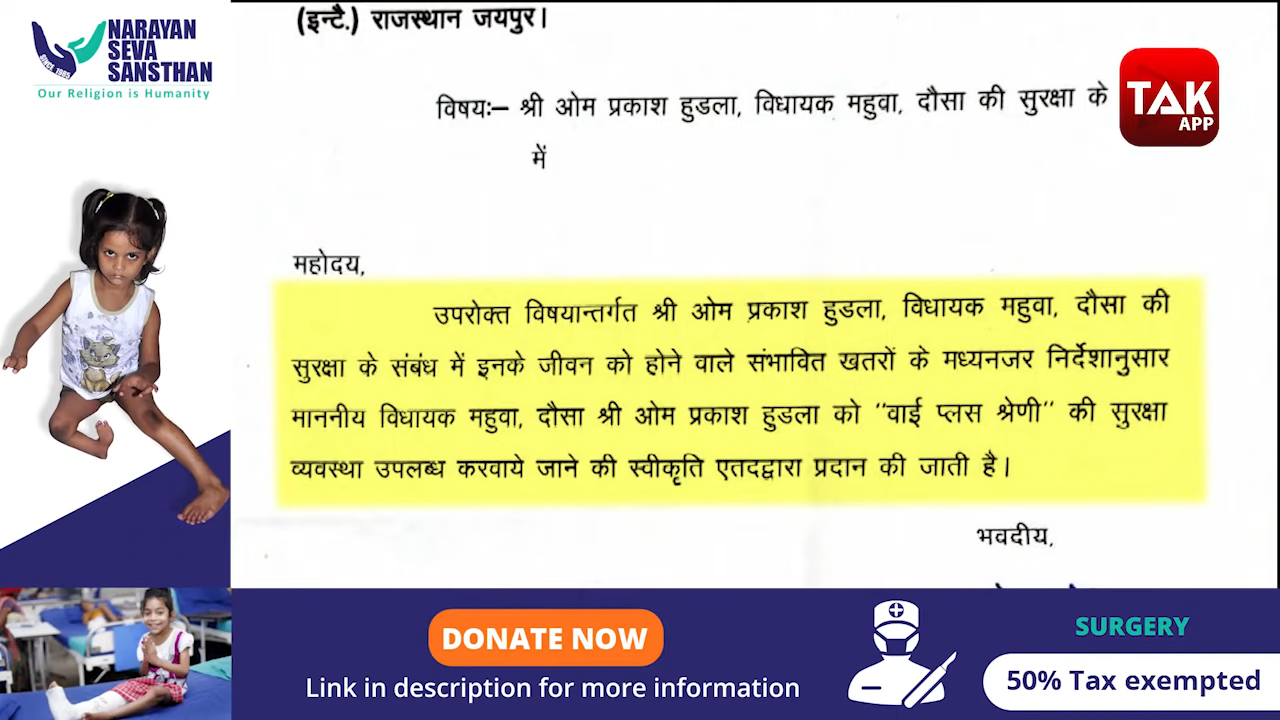 NARAYAN
SEVA
SANSTHAN
SINCE 1985
Our Religion is Humanity
(इन्टै.) राजस्थान जयपुर।
विषयः— श्री ओम प्रकाश हुडला, विधायक महुवा, दौसा की सुरक्षा के
में
TAK
APP
महोदय,
उपरोक्त विषयान्तर्गत श्री ओम प्रकाश हुडला, विधायक महुवा, दौसा की
सुरक्षा के संबंध में इनके जीवन को होने वाले संभावित खतरों के मध्यनजर निर्देशानुसार
माननीय विधायक महुवा, दौसा श्री ओम प्रकाश हुडला को "वाई प्लस श्रेणी" की सुरक्षा
व्यवस्था उपलब्ध करवाये जाने की स्वीकृति एतदद्वारा प्रदान की जाती है।
भवदीय,
DONATE NOW
Link in description for more information
SURGERY
50% Tax exempted